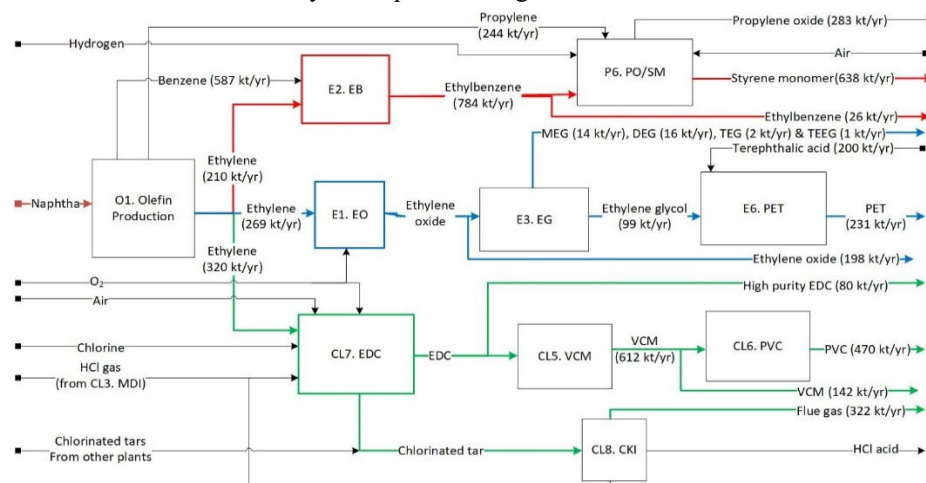 Propylene
(244 kt/yr)
Propylene oxide (283 kt/yr)
Hydrogen
Air
P6. PO/SM
Benzene (587 kt/yr)
E2. EB
Ethylbenzene
(784 kt/yr)
Styrene monomer(638 kt/yr)
Ethylbenzene (26 kt/yr)
MEG (14 kt/yr), DEG (16 kt/yr), TEG (2 kt/yr) & TEEG (1 kt/yr)
Terephthalic acid (200 kt/yr)
Ethylene
(210 kt/yr)
Naphtha
O1. Olefin
Production
Ethylene
(269 kt/yr)
E1. EO
Ethylene
oxide
E3. EG
Ethylene glycol
(99 kt/yr)
E6. PET
PET
(231 kt/yr)
Ethylene
(320 kt/yr)
Ethylene oxide (198 kt/yr)
O2
Air
High purity EDC (80 kt/yr)
Chlorine
CL7. EDC
EDC
CL5. VCM
VCM
(612 kt/yr)
CL6. PVC
PVC (470 kt/yr)
HCl gas
(from CL3. MDI)
VCM (142 kt/yr)
Flue gas (322 kt/yr)
Chlorinated tars
From other plants
Chlorinated tar
CL8. CKI
HCl acid